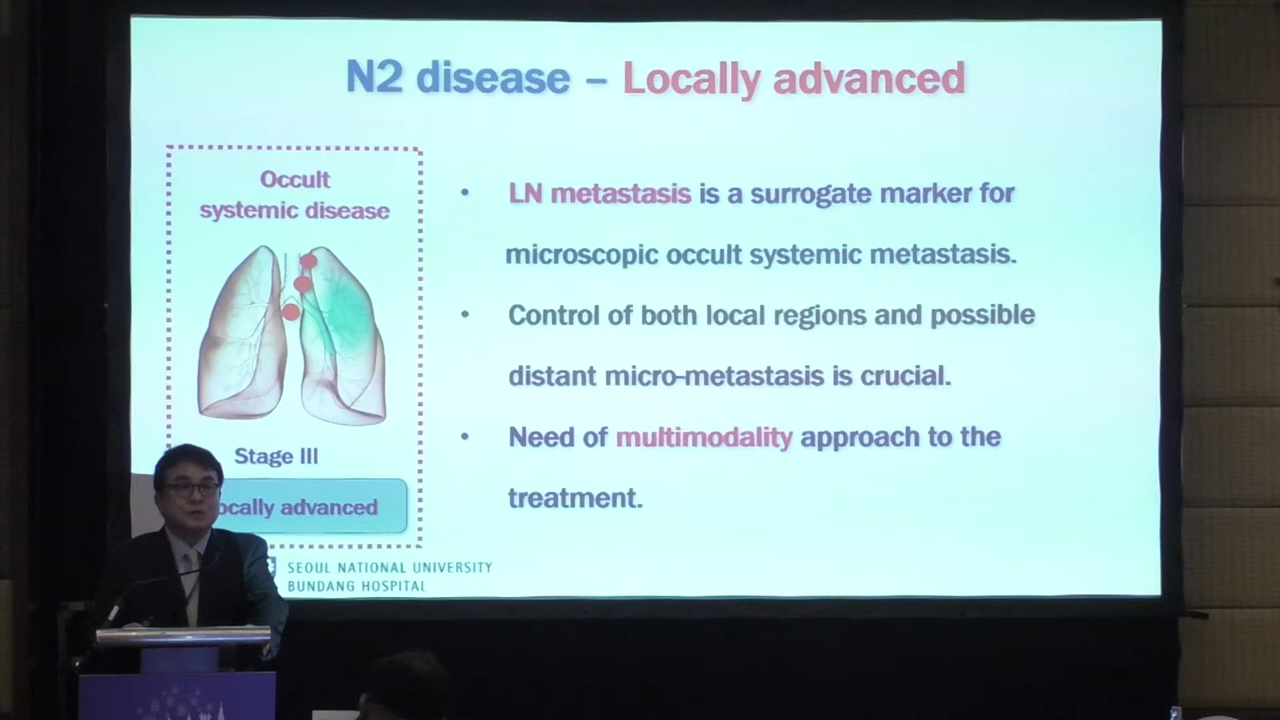 N2 disease – Locally advanced
Occult
systemic disease
Stage III
ocally advanced
• LN metastasis is a surrogate marker for
microscopic occult systemic metastasis.
• Control of both local regions and possible
distant micro-metastasis is crucial.
• Need of multimodality approach to the
treatment.
SEOUL NATIONAL UNIVERSITY
BUNDANG HOSPITAL